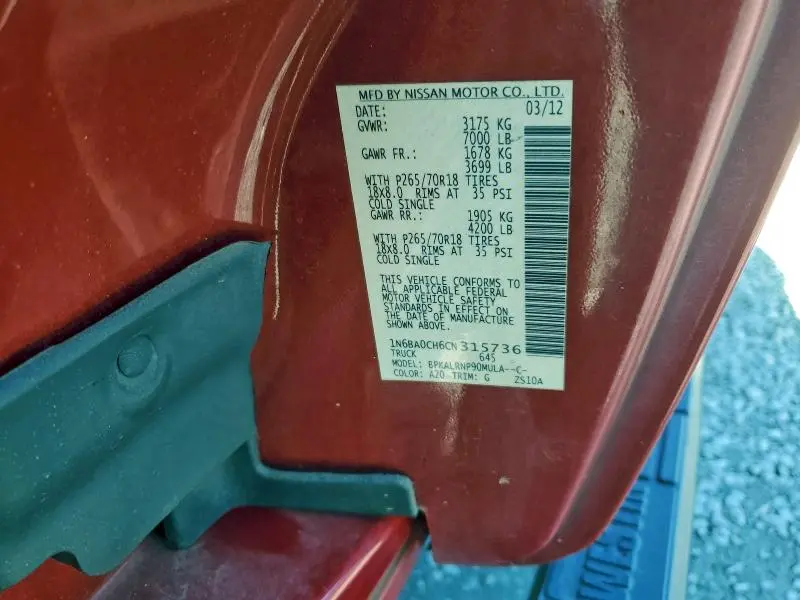 MFD BY NISSAN MOTOR CO., LTD.
DATE: 03/12
GVWR: 3175 KG
7000 LB
GAWR FR.: 1678 KG
3699 LB
WITH P265/70R18 TIRES
18X8.0 RIMS AT 35 PSI
COLD SINGLE
GAWR RR.: 1905 KG
4200 LB
WITH P265/70R18 TIRES
18X8.0 RIMS AT 35 PSI
COLD SINGLE
THIS VEHICLE CONFORMS TO
ALL APPLICABLE FEDERAL
MOTOR VEHICLE SAFETY
STANDARDS IN EFFECT ON
THE DATE OF MANUFACTURE
SHOWN ABOVE.
1N6BA0CH6CN315736
TRUCK 645
MODEL: BPKALRNP90MULA--C-
COLOR: A20 TRIM: G ZS10A